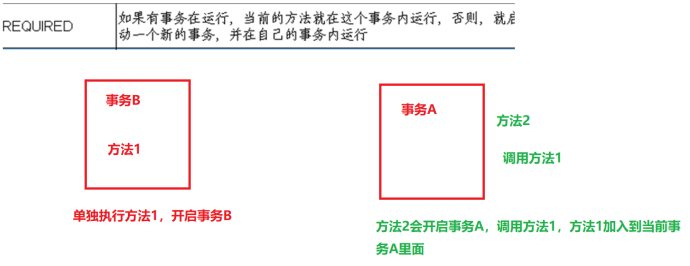 REQUIRED
如果有事务在运行，当前的方法就在这个事务内运行，否则，就启
动一个新的事务，并在自己的事务内运行
事务B
方法1
单独执行方法1，开启事务B
事务A
方法2
调用方法1
方法2会开启事务A，调用方法1，方法1加入到当前事
务A里面